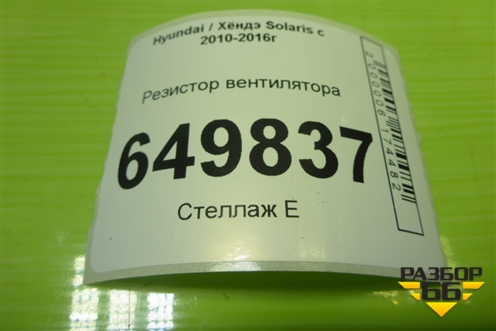 Hyundai / Хёндэ Solaris с
2010-2016г
Резистор вентилятора
649837
Стеллаж Е
2000006174482
РАЗБОР
66